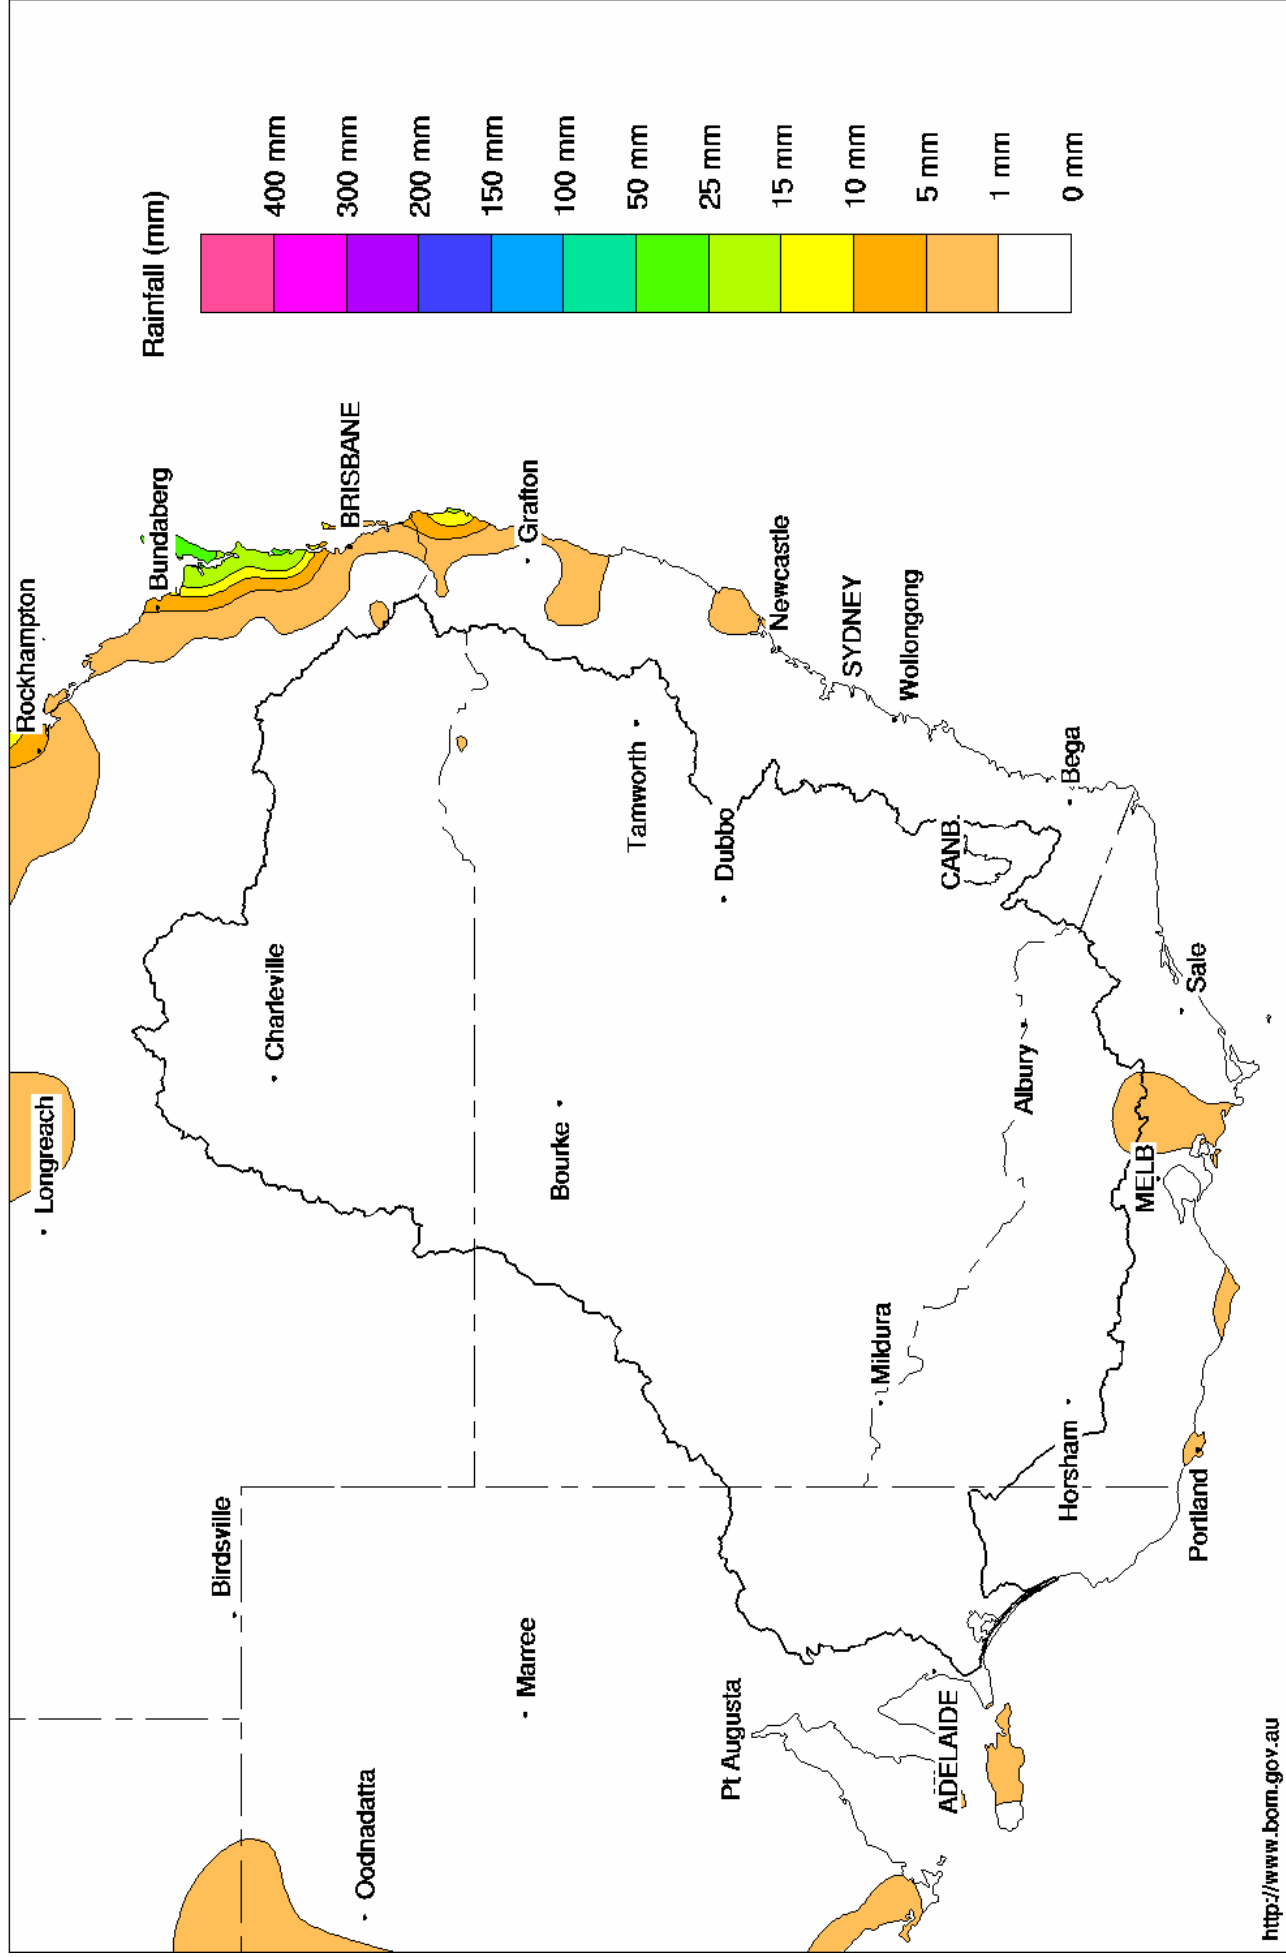 Rainfall (mm)
400 mm
300 mm
200 mm
150 mm
100 mm
50 mm
25 mm
15 mm
10 mm
5 mm
1 mm
0 mm
Rockhampton
Bundaberg
BRISBANE
Grafton
Newcastle
SYDNEY
Wollongong
Bega
Tamworth
Dubbo
CANB.
Longreach
Charleville
Bourke
Albury
Sale
MELB
Mildura
Horsham
Portland
Birdsville
Marree
Pt Augusta
ADELAIDE
Oodnadatta
http://www.bom.gov.au